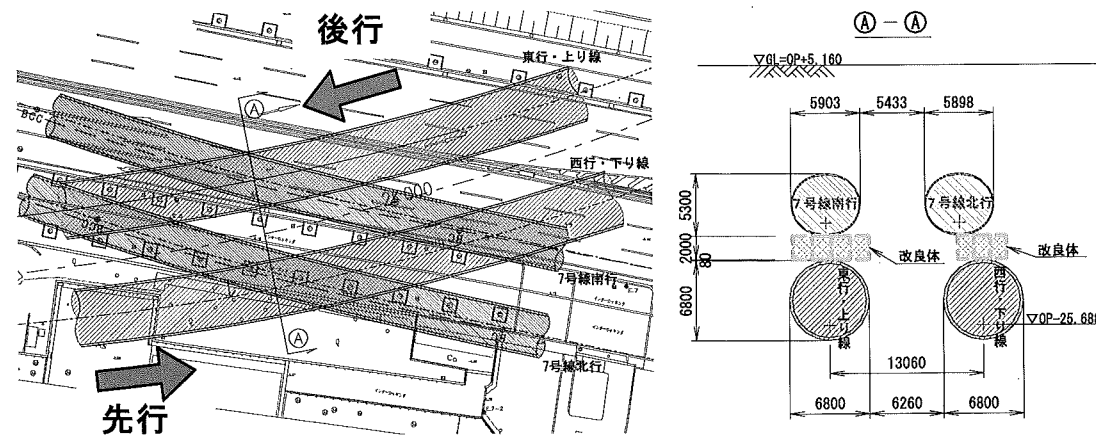 後行
東行・上り線
Ⓐ
BCC
西行・下り線
7号線南行
Ⓐ
7号線北行
先行
Ⓐ-Ⓐ
▽GL=OP+5.160
5903 5433 5898
5300
7号線南行
7号線北行
2000
80
改良体
改良体
6800
東行・上り線
西行・下り線
▽OP-25.688
13060
6800 6260 6800